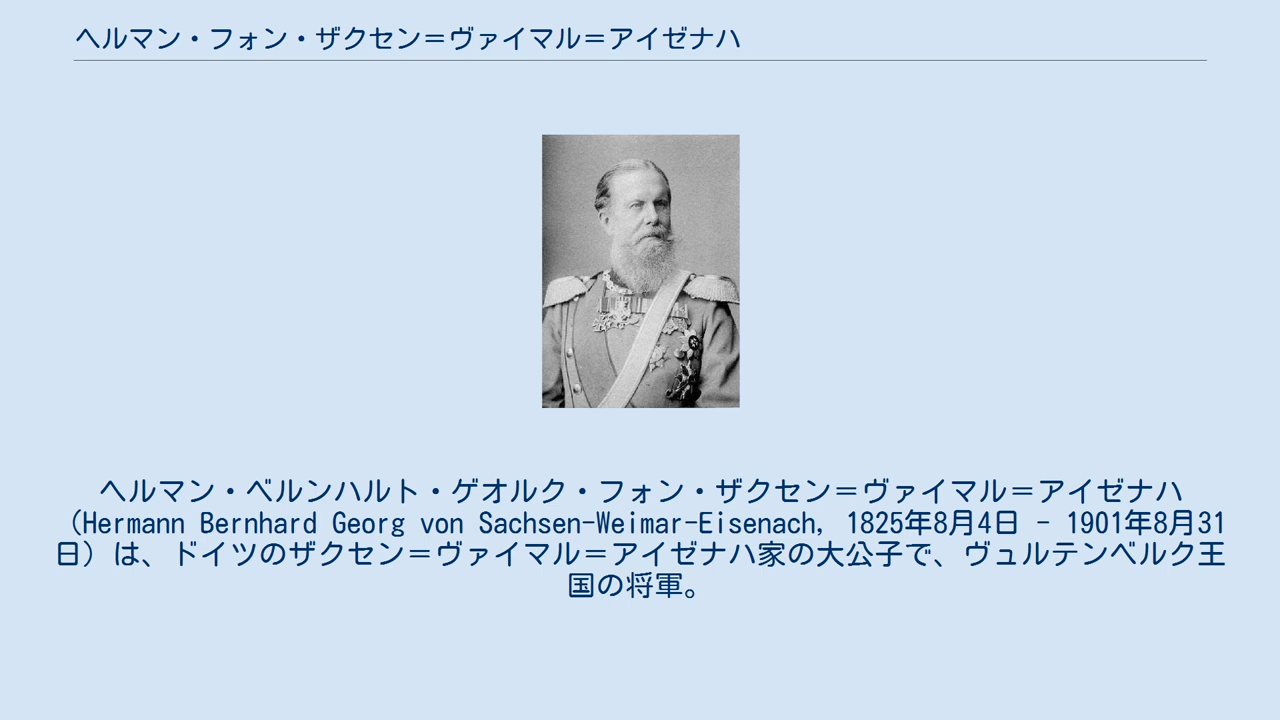 ヘルマン・フォン・ザクセン＝ヴァイマル＝アイゼナハ
ヘルマン・ベルンハルト・ゲオルク・フォン・ザクセン＝ヴァイマル＝アイゼナハ
（Hermann Bernhard Georg von Sachsen-Weimar-Eisenach, 1825年8月4日 - 1901年8月31
日）は、ドイツのザクセン＝ヴァイマル＝アイゼナハ家の大公子で、ヴュルテンベルク王
国の将軍。